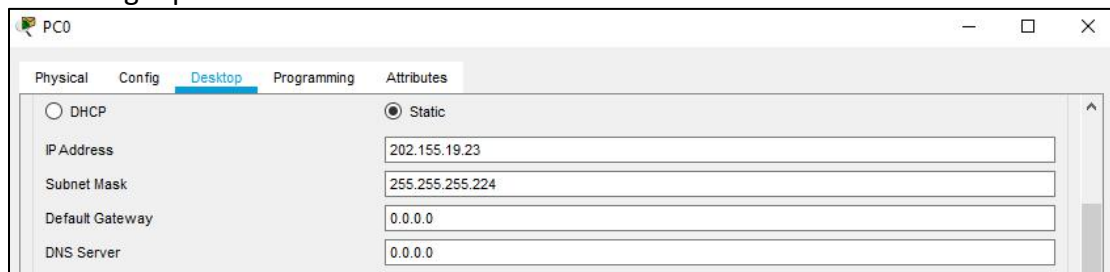 PC0
Physical Config Desktop Programming Attributes
DHCP Static
IP Address 202.155.19.23
Subnet Mask 255.255.255.224
Default Gateway 0.0.0.0
DNS Server 0.0.0.0